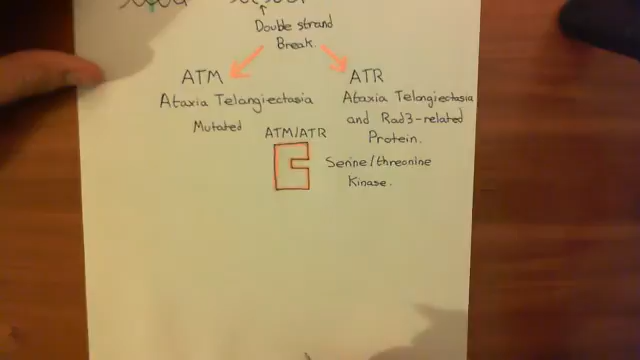 Double strand
Break.
ATM
Ataxia Telangiectasia
Mutated
ATR
Ataxia Telangiectasia
and Rad3-related
Protein.
ATM/ATR
Serine/threonine
Kinase.